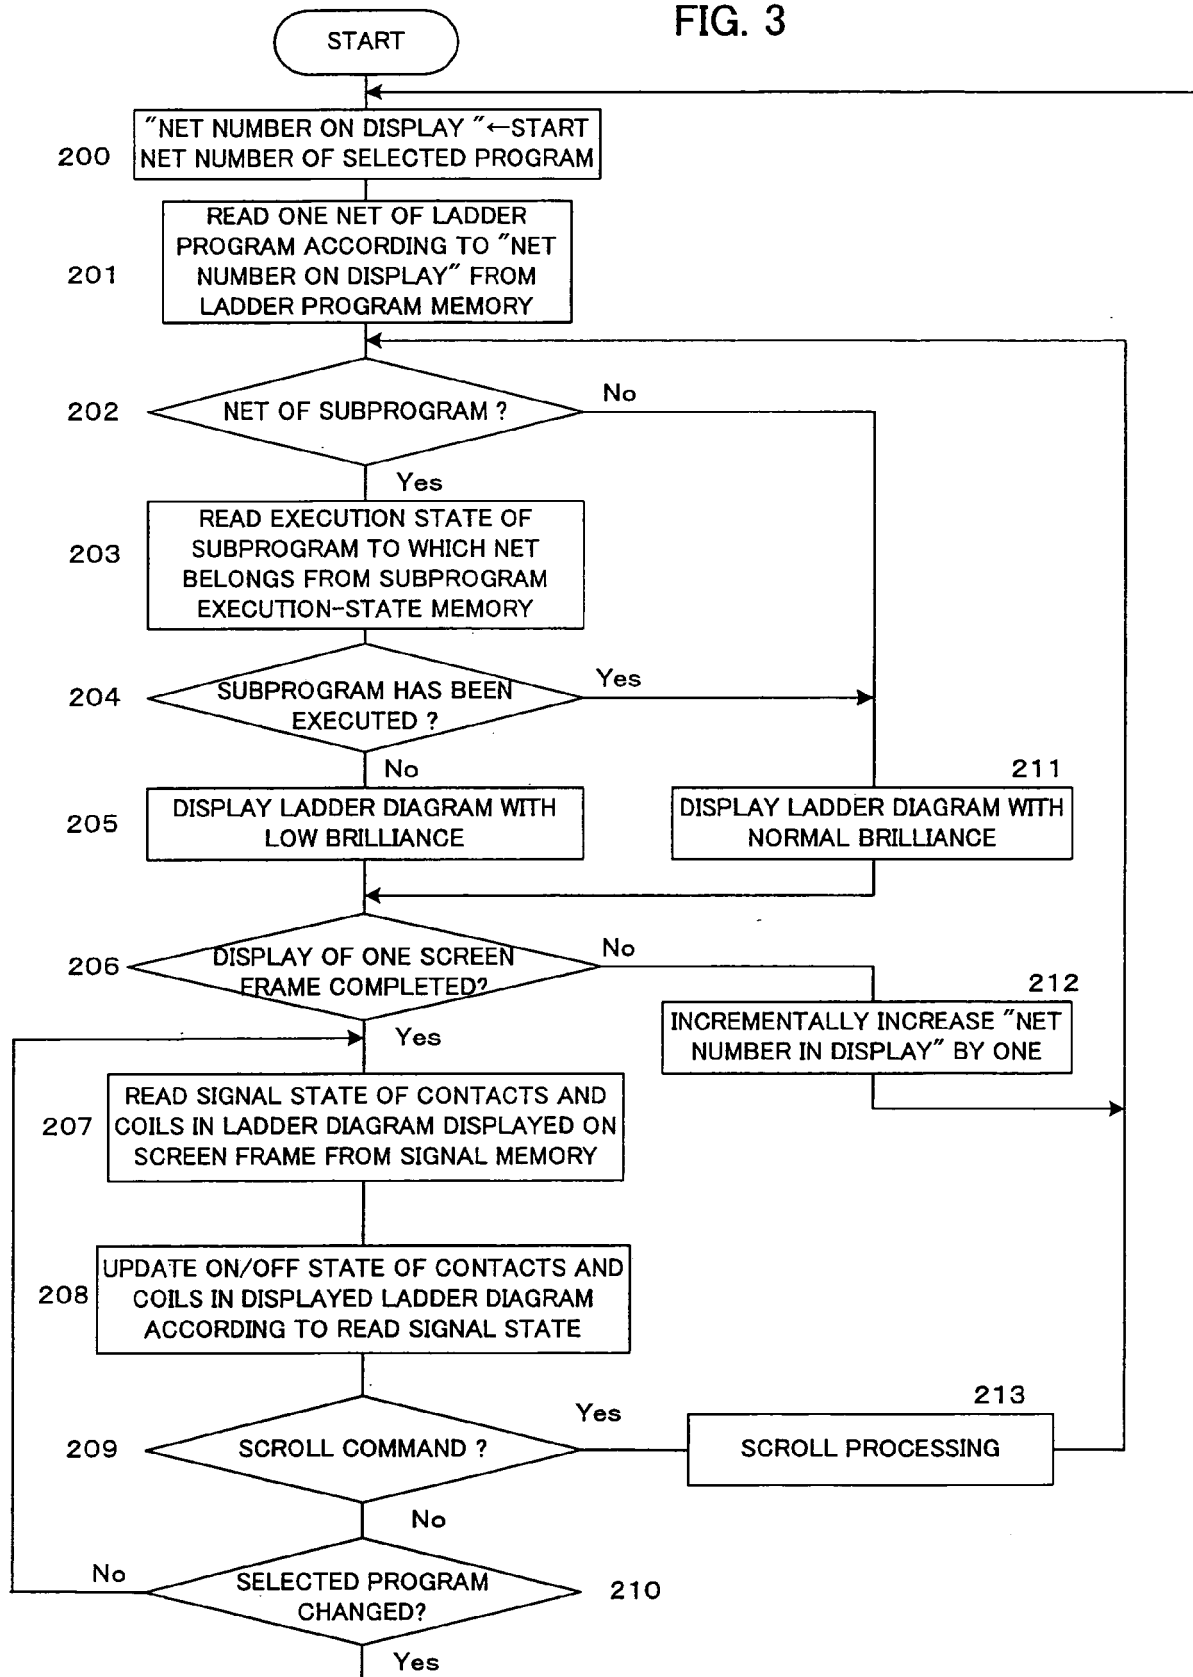 FIG. 3
START
"NET NUMBER ON DISPLAY "←START
NET NUMBER OF SELECTED PROGRAM
200
READ ONE NET OF LADDER
PROGRAM ACCORDING TO "NET
NUMBER ON DISPLAY" FROM
LADDER PROGRAM MEMORY
201
202
NET OF SUBPROGRAM ?
No
Yes
READ EXECUTION STATE OF
SUBPROGRAM TO WHICH NET
BELONGS FROM SUBPROGRAM
EXECUTION-STATE MEMORY
203
204
SUBPROGRAM HAS BEEN
EXECUTED ?
Yes
No
205
DISPLAY LADDER DIAGRAM WITH
LOW BRILLIANCE
211
DISPLAY LADDER DIAGRAM WITH
NORMAL BRILLIANCE
206
DISPLAY OF ONE SCREEN
FRAME COMPLETED?
No
Yes
212
INCREMENTALLY INCREASE "NET
NUMBER IN DISPLAY" BY ONE
207
READ SIGNAL STATE OF CONTACTS AND
COILS IN LADDER DIAGRAM DISPLAYED ON
SCREEN FRAME FROM SIGNAL MEMORY
208
UPDATE ON/OFF STATE OF CONTACTS AND
COILS IN DISPLAYED LADDER DIAGRAM
ACCORDING TO READ SIGNAL STATE
209
SCROLL COMMAND ?
Yes
213
SCROLL PROCESSING
No
No
SELECTED PROGRAM
CHANGED?
210
Yes